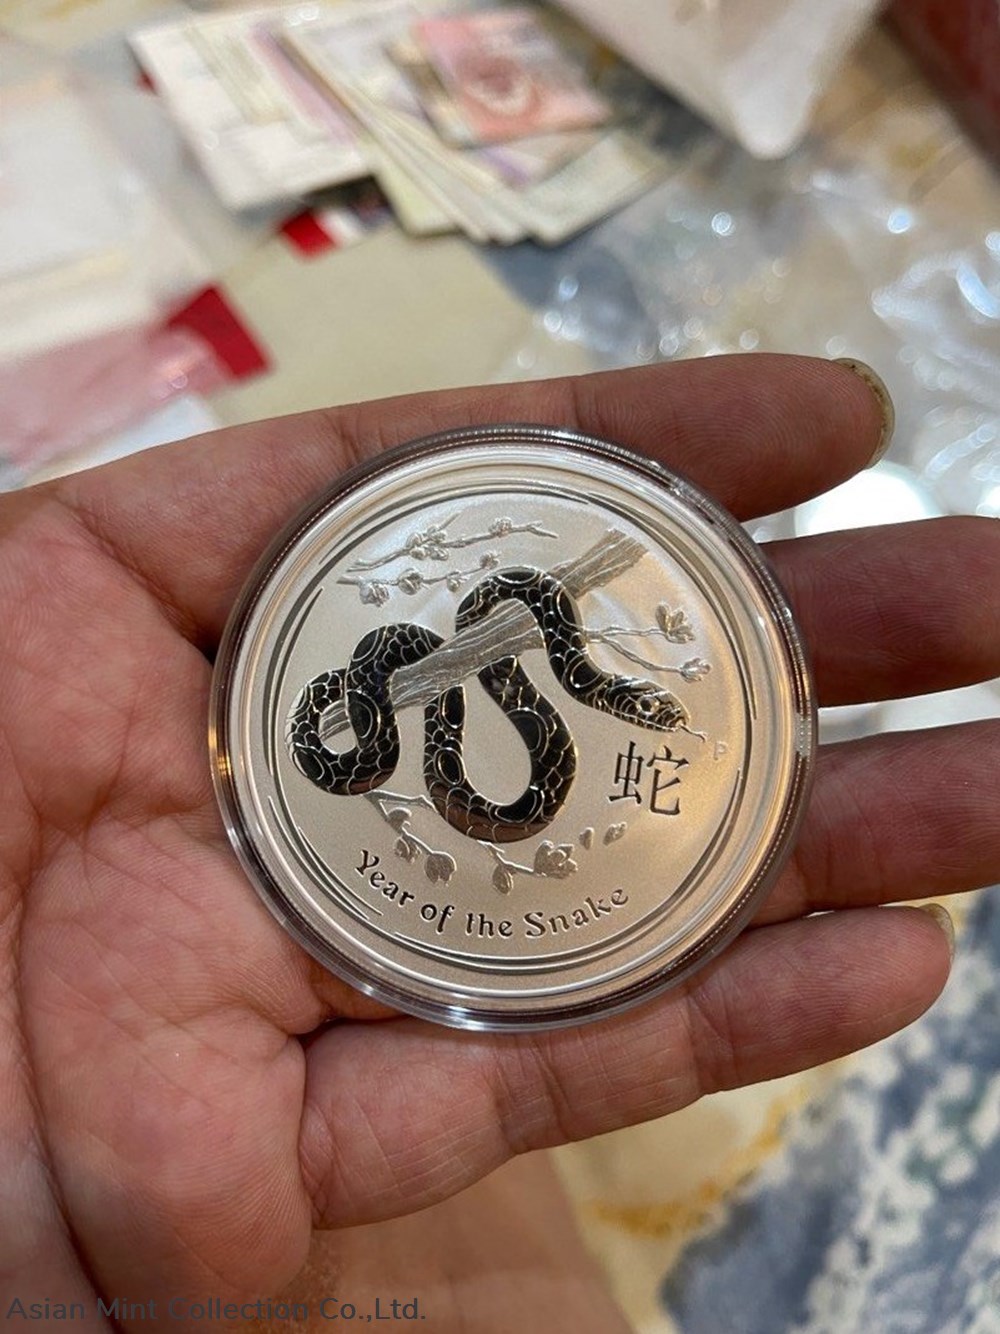 P
蛇
Year of the Snake
Asian Mint Collection Co.,Ltd.